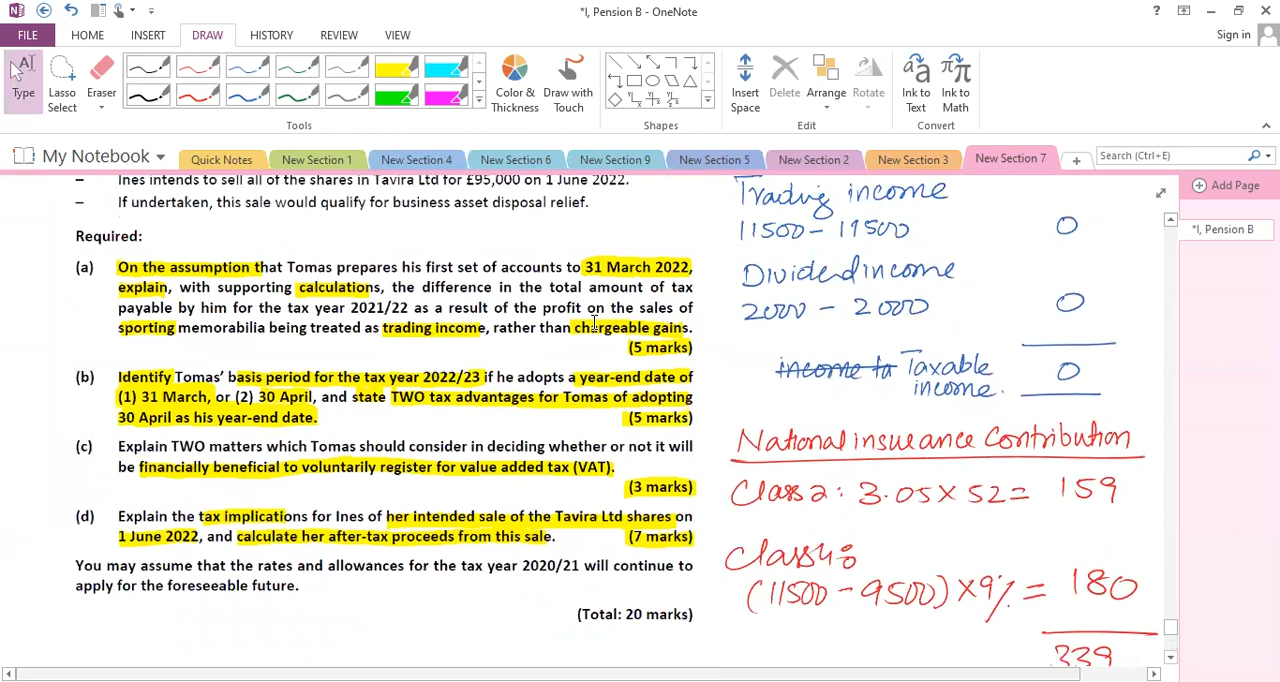 *I, Pension B - OneNote
?
Sign in
FILE
HOME
INSERT
DRAW
HISTORY
REVIEW
VIEW
Type
Lasso Select
Eraser
Color & Thickness
Draw with Touch
Insert Space
Delete
Arrange
Rotate
Ink to Text
Ink to Math
Tools
Shapes
Edit
Convert
My Notebook
Quick Notes
New Section 1
New Section 4
New Section 6
New Section 9
New Section 5
New Section 2
New Section 3
New Section 7
Search (Ctrl+E)
Add Page
*I, Pension B
– Ines intends to sell all of the shares in Tavira Ltd for £95,000 on 1 June 2022.
– If undertaken, this sale would qualify for business asset disposal relief.
Required:
(a) On the assumption that Tomas prepares his first set of accounts to 31 March 2022,
explain, with supporting calculations, the difference in the total amount of tax
payable by him for the tax year 2021/22 as a result of the profit on the sales of
sporting memorabilia being treated as trading income, rather than chargeable gains.
(5 marks)
(b) Identify Tomas' basis period for the tax year 2022/23 if he adopts a year-end date of
(1) 31 March, or (2) 30 April, and state TWO tax advantages for Tomas of adopting
30 April as his year-end date. (5 marks)
(c) Explain TWO matters which Tomas should consider in deciding whether or not it will
be financially beneficial to voluntarily register for value added tax (VAT).
(3 marks)
(d) Explain the tax implications for Ines of her intended sale of the Tavira Ltd shares on
1 June 2022, and calculate her after-tax proceeds from this sale. (7 marks)
You may assume that the rates and allowances for the tax year 2020/21 will continue to
apply for the foreseeable future.
(Total: 20 marks)
Trading income
11500 - 11500 0
Dividend income
2000 - 2000 0
income ta Taxable 0
income.
National insurance Contribution
Class 2: 3.05 x 52 = 159
Class 4:
(11500 - 9500) x 9% = 180
339